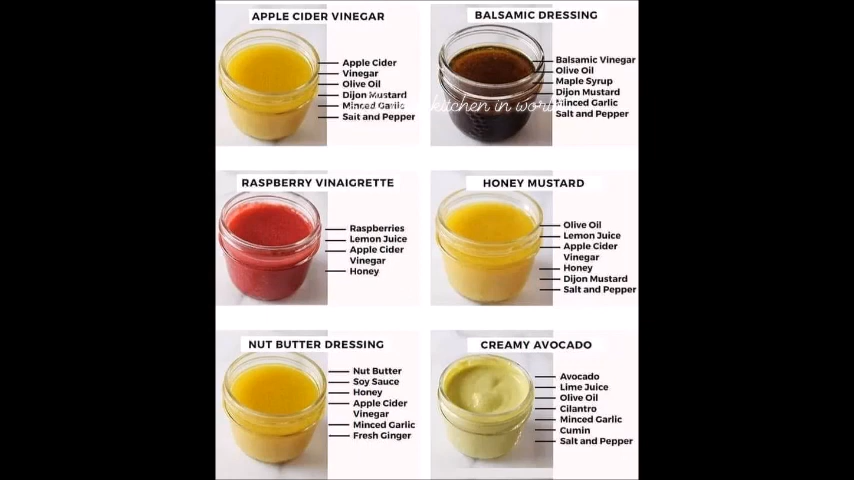 APPLE CIDER VINEGAR
Apple Cider
Vinegar
Olive Oil
Dijon Mustard
Minced Garlic
Salt and Pepper
BALSAMIC DRESSING
Balsamic Vinegar
Olive Oil
Maple Syrup
Dijon Mustard
Minced Garlic
Salt and Pepper
kitchen in world
RASPBERRY VINAIGRETTE
Raspberries
Lemon Juice
Apple Cider
Vinegar
Honey
HONEY MUSTARD
Olive Oil
Lemon Juice
Apple Cider
Vinegar
Honey
Dijon Mustard
Salt and Pepper
NUT BUTTER DRESSING
Nut Butter
Soy Sauce
Honey
Apple Cider
Vinegar
Minced Garlic
Fresh Ginger
CREAMY AVOCADO
Avocado
Lime Juice
Olive Oil
Cilantro
Minced Garlic
Cumin
Salt and Pepper